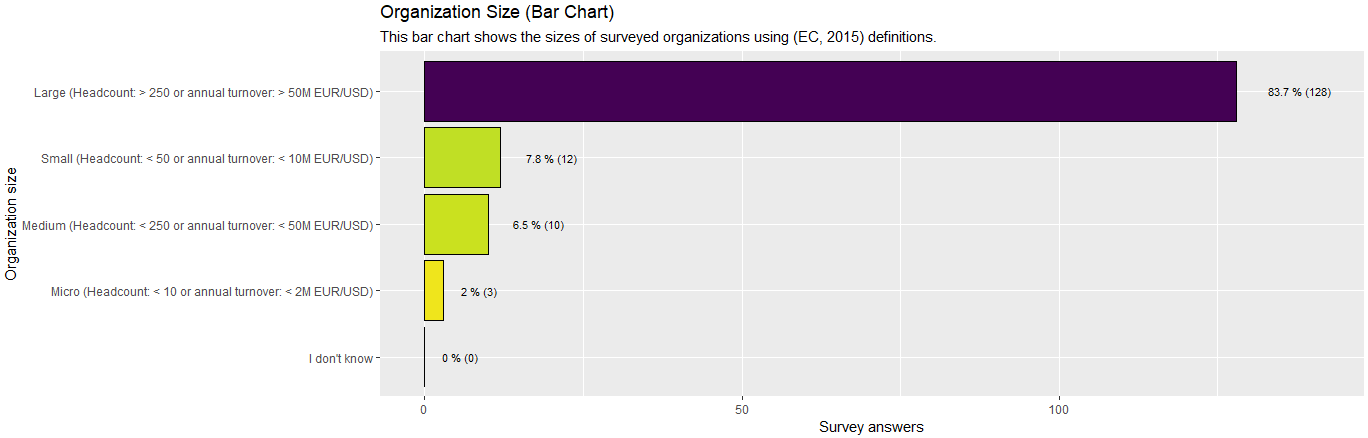 Organization Size (Bar Chart)
This bar chart shows the sizes of surveyed organizations using (EC, 2015) definitions.
Organization size
Large (Headcount: > 250 or annual turnover: > 50M EUR/USD)
83.7 % (128)
Small (Headcount: < 50 or annual turnover: < 10M EUR/USD)
7.8 % (12)
Medium (Headcount: < 250 or annual turnover: < 50M EUR/USD)
6.5 % (10)
Micro (Headcount: < 10 or annual turnover: < 2M EUR/USD)
2 % (3)
I don't know
0 % (0)
0 50 100
Survey answers